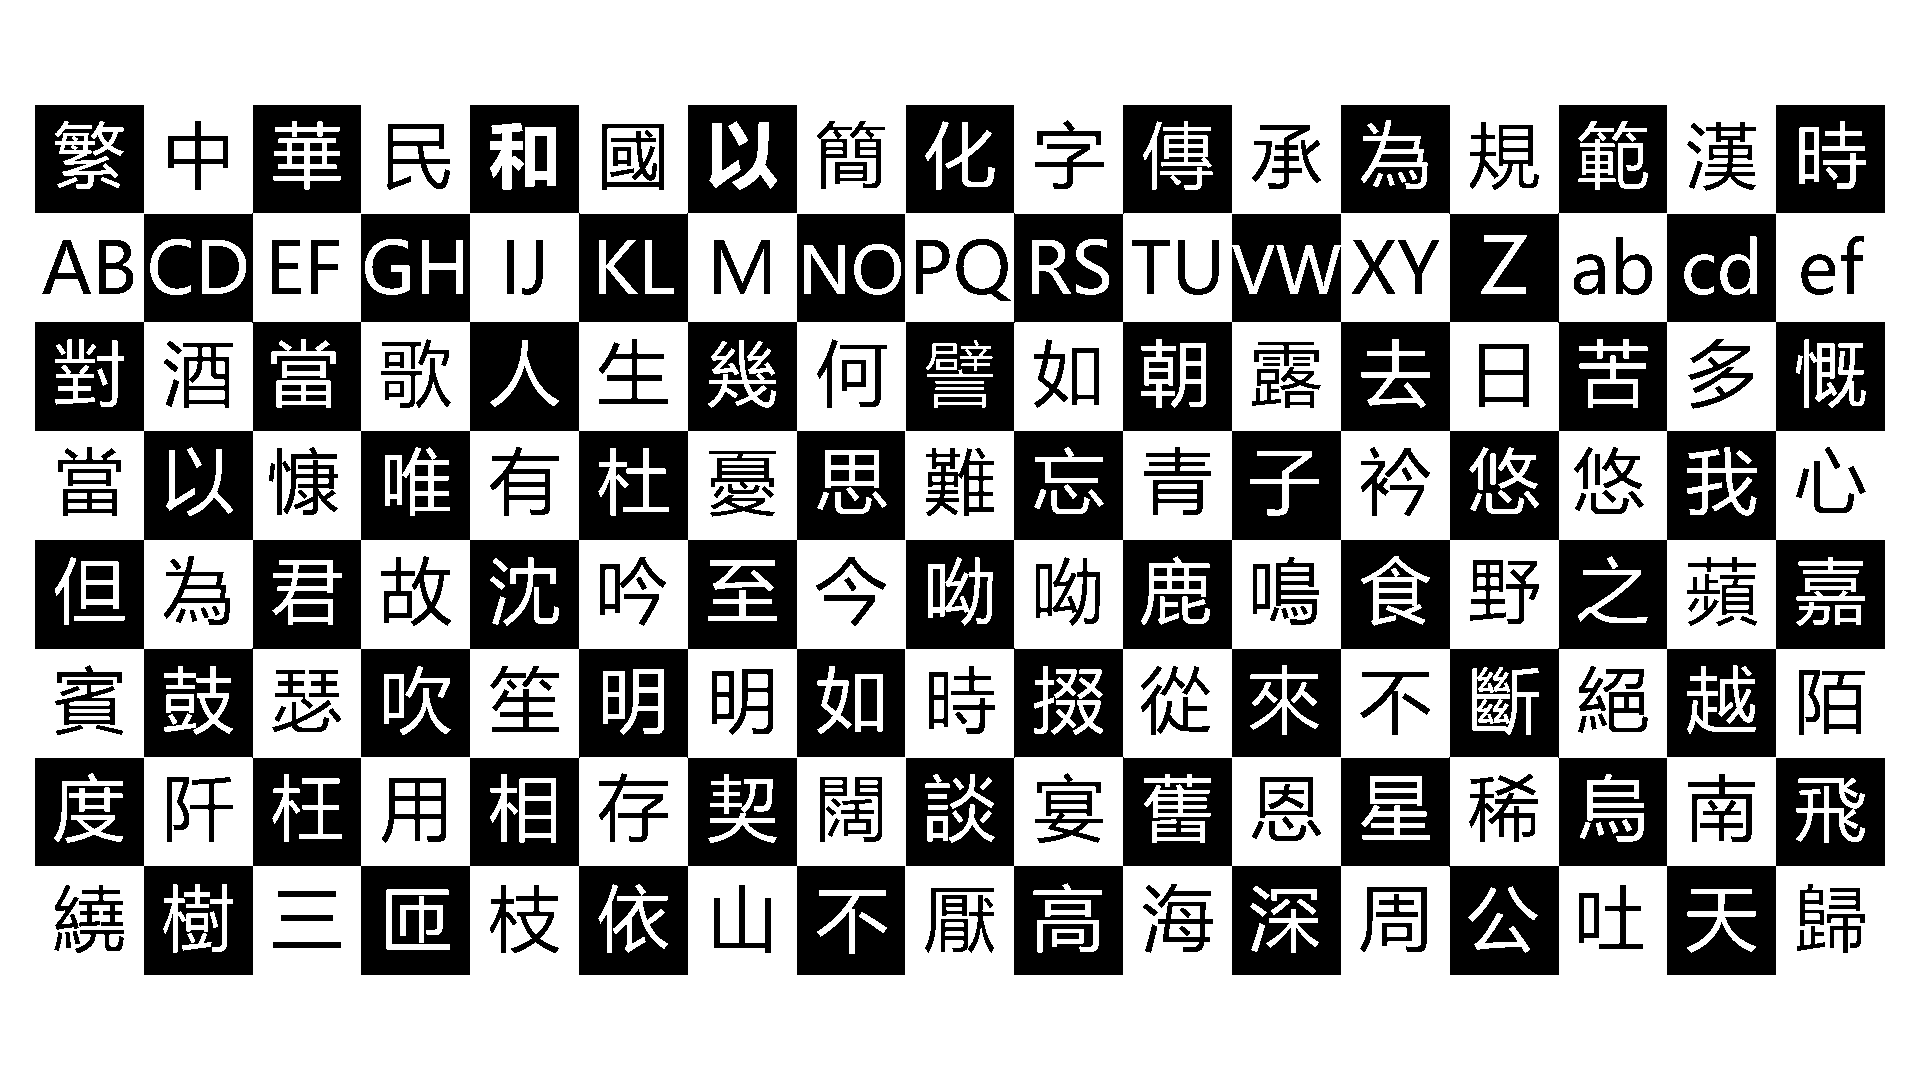 繁中華民和國以簡化字傳承為規範漢時
ABCDEFGHIJKLMNOPQRSTUVWXYZabcdef
對酒當歌人生幾何譬如朝露去日苦多慨
當以慷唯有杜憂思難忘青子衿悠悠我心
但為君故沈吟至今呦呦鹿鳴食野之蘋嘉
賓鼓瑟吹笙明明如時掇從來不斷絕越陌
度阡枉用相存契闊談宴舊恩星稀烏南飛
繞樹三匝枝依山不厭高海深周公吐天歸